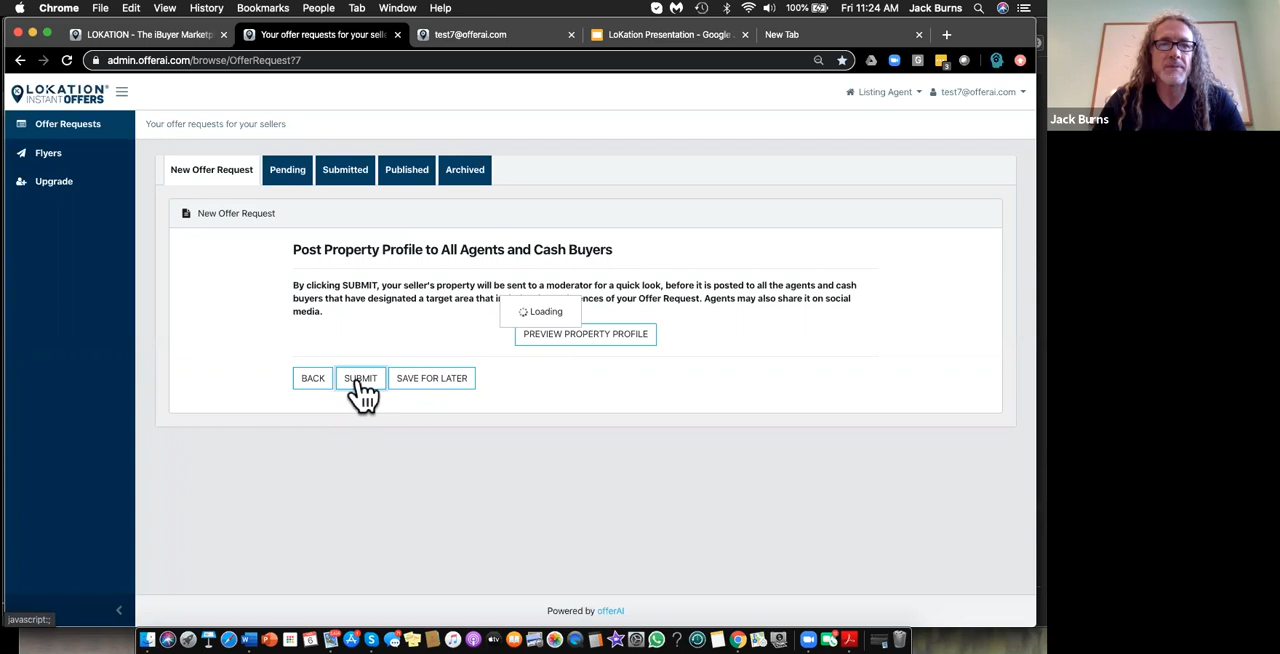 Chrome File Edit View History Bookmarks People Tab Window Help 100% Fri 11:24 AM Jack Burns
LOKATION - The iBuyer Marketp Your offer requests for your selle test7@offerai.com LoKation Presentation - Google New Tab
admin.offerai.com/browse/OfferRequest?7
LOKATION
INSTANT OFFERS
Listing Agent test7@offerai.com
Jack Burns
Offer Requests
Flyers
Upgrade
Your offer requests for your sellers
New Offer Request Pending Submitted Published Archived
New Offer Request
Post Property Profile to All Agents and Cash Buyers
By clicking SUBMIT, your seller's property will be sent to a moderator for a quick look, before it is posted to all the agents and cash
buyers that have designated a target area that in ences of your Offer Request. Agents may also share it on social
media.
Loading
PREVIEW PROPERTY PROFILE
BACK SUBMIT SAVE FOR LATER
Powered by offerAI
javascript:;